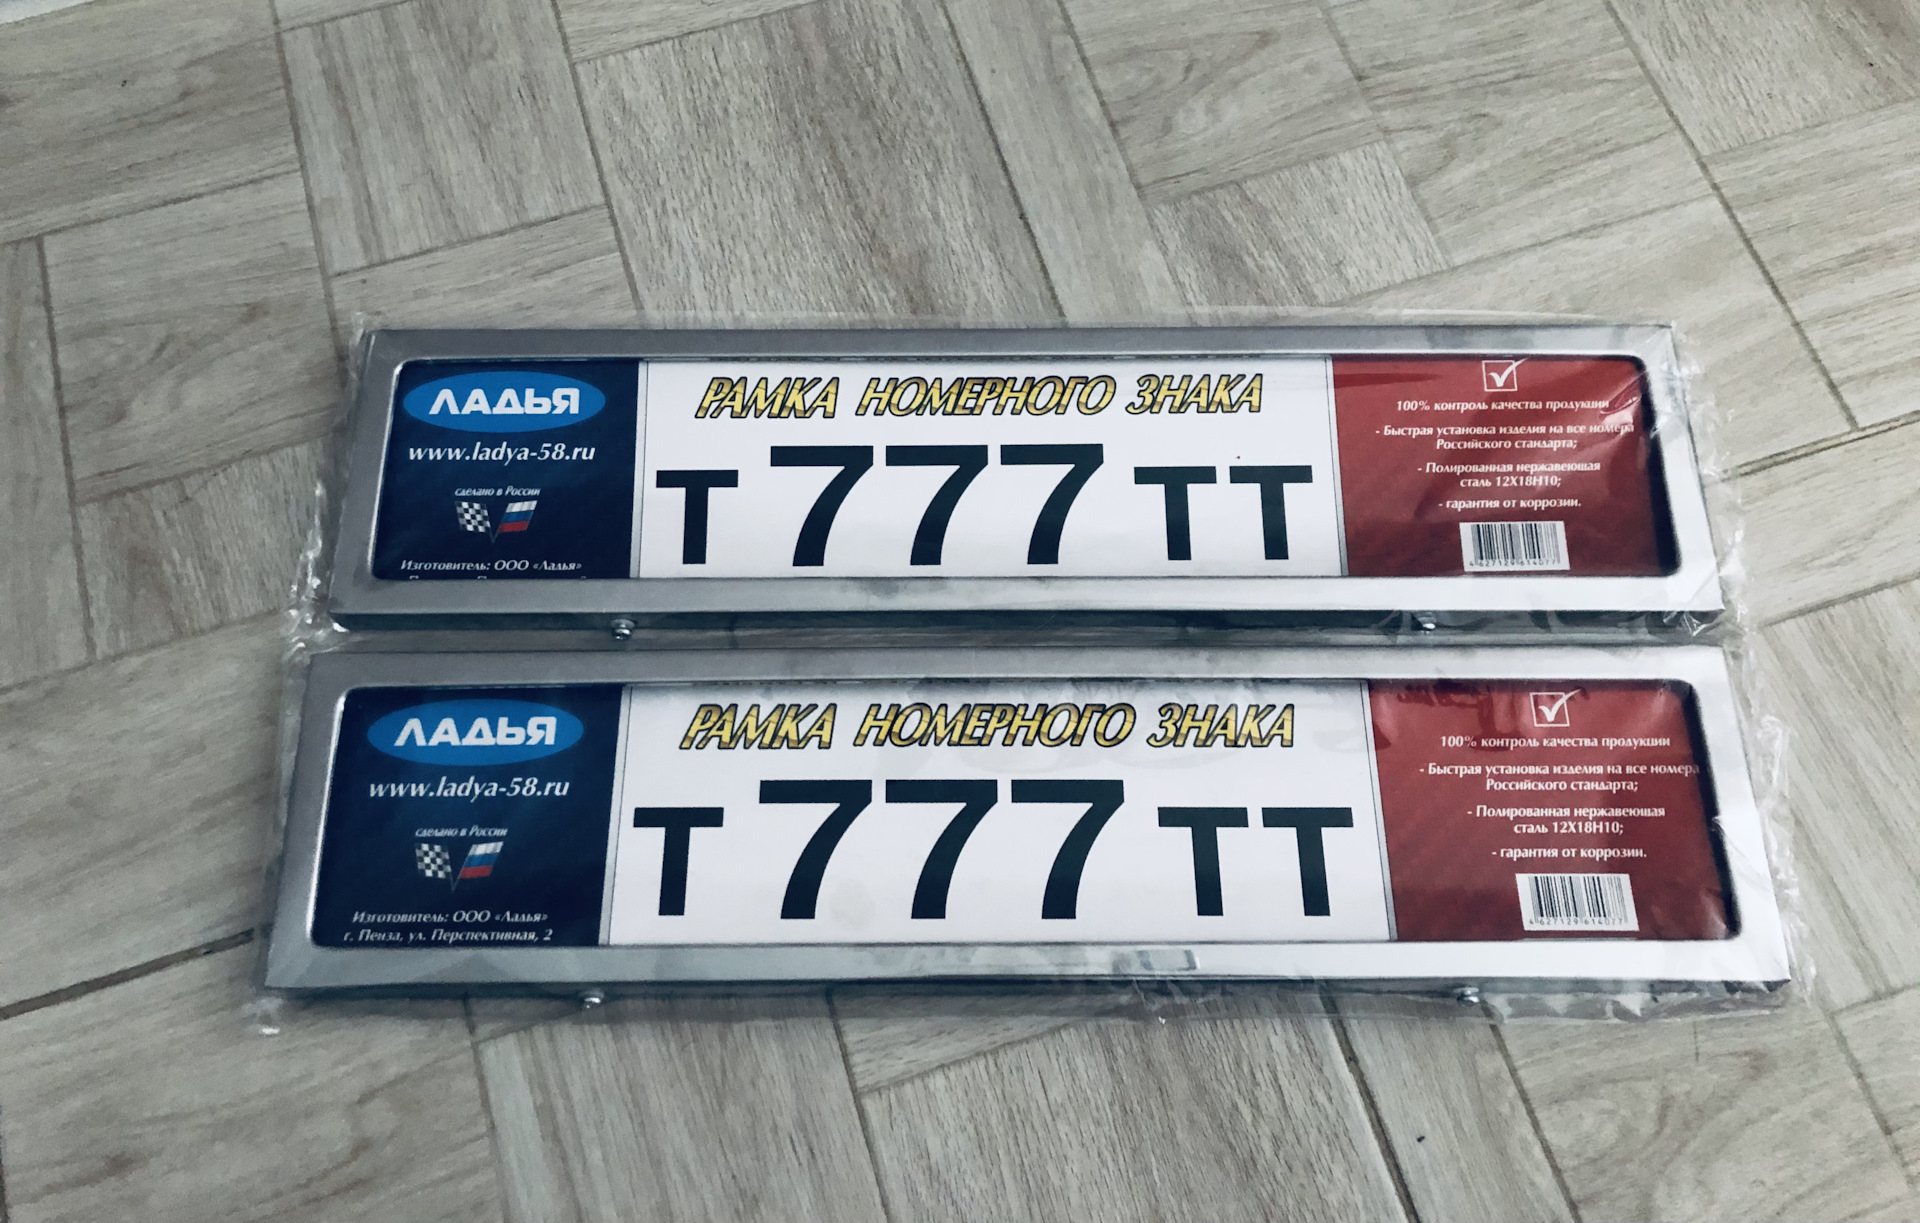 ЛАДЬЯ
www.ladya-58.ru
сделано в России
Изготовитель: ООО «Ладья»
РАМКА НОМЕРНОГО ЗНАКА
Т 777 ТТ
100% контроль качества продукции
- Быстрая установка изделия на все номера
Российского стандарта;
- Полированная нержавеющая
сталь 12Х18Н10;
- гарантия от коррозии.
4627129614077
ЛАДЬЯ
www.ladya-58.ru
сделано в России
Изготовитель: ООО «Ладья»
г. Пенза, ул. Перспективная, 2
РАМКА НОМЕРНОГО ЗНАКА
Т 777 ТТ
100% контроль качества продукции
- Быстрая установка изделия на все номера
Российского стандарта;
- Полированная нержавеющая
сталь 12Х18Н10;
- гарантия от коррозии.
4627129614077